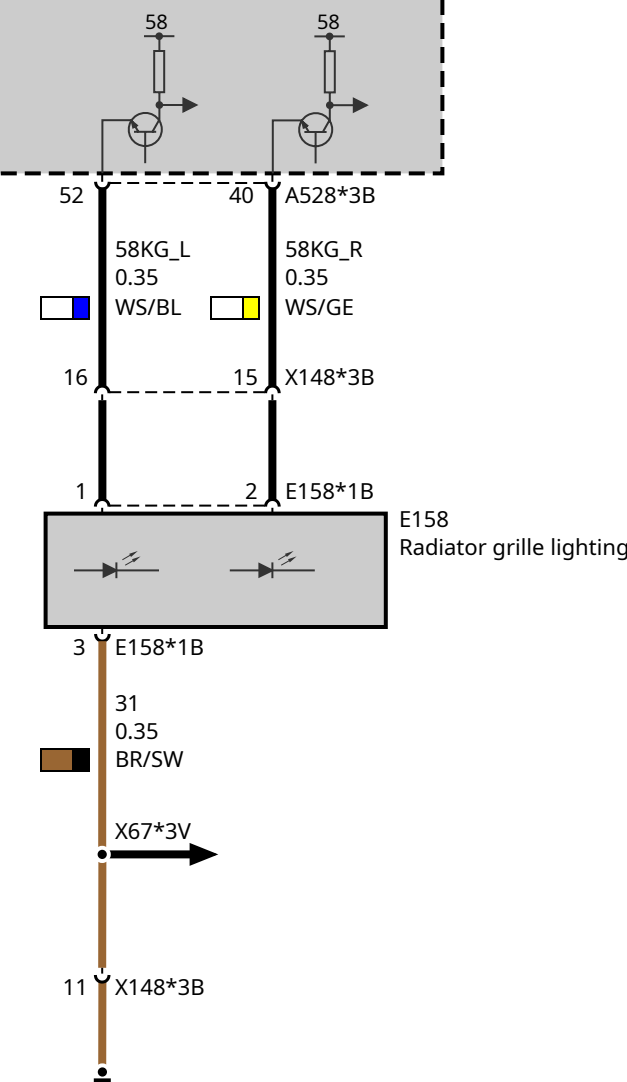 58 58
52 40 A528*3B
58KG_L 58KG_R
0.35 0.35
WS/BL WS/GE
16 15 X148*3B
1 2 E158*1B
E158
Radiator grille lighting
3 E158*1B
31
0.35
BR/SW
X67*3V
11 X148*3B